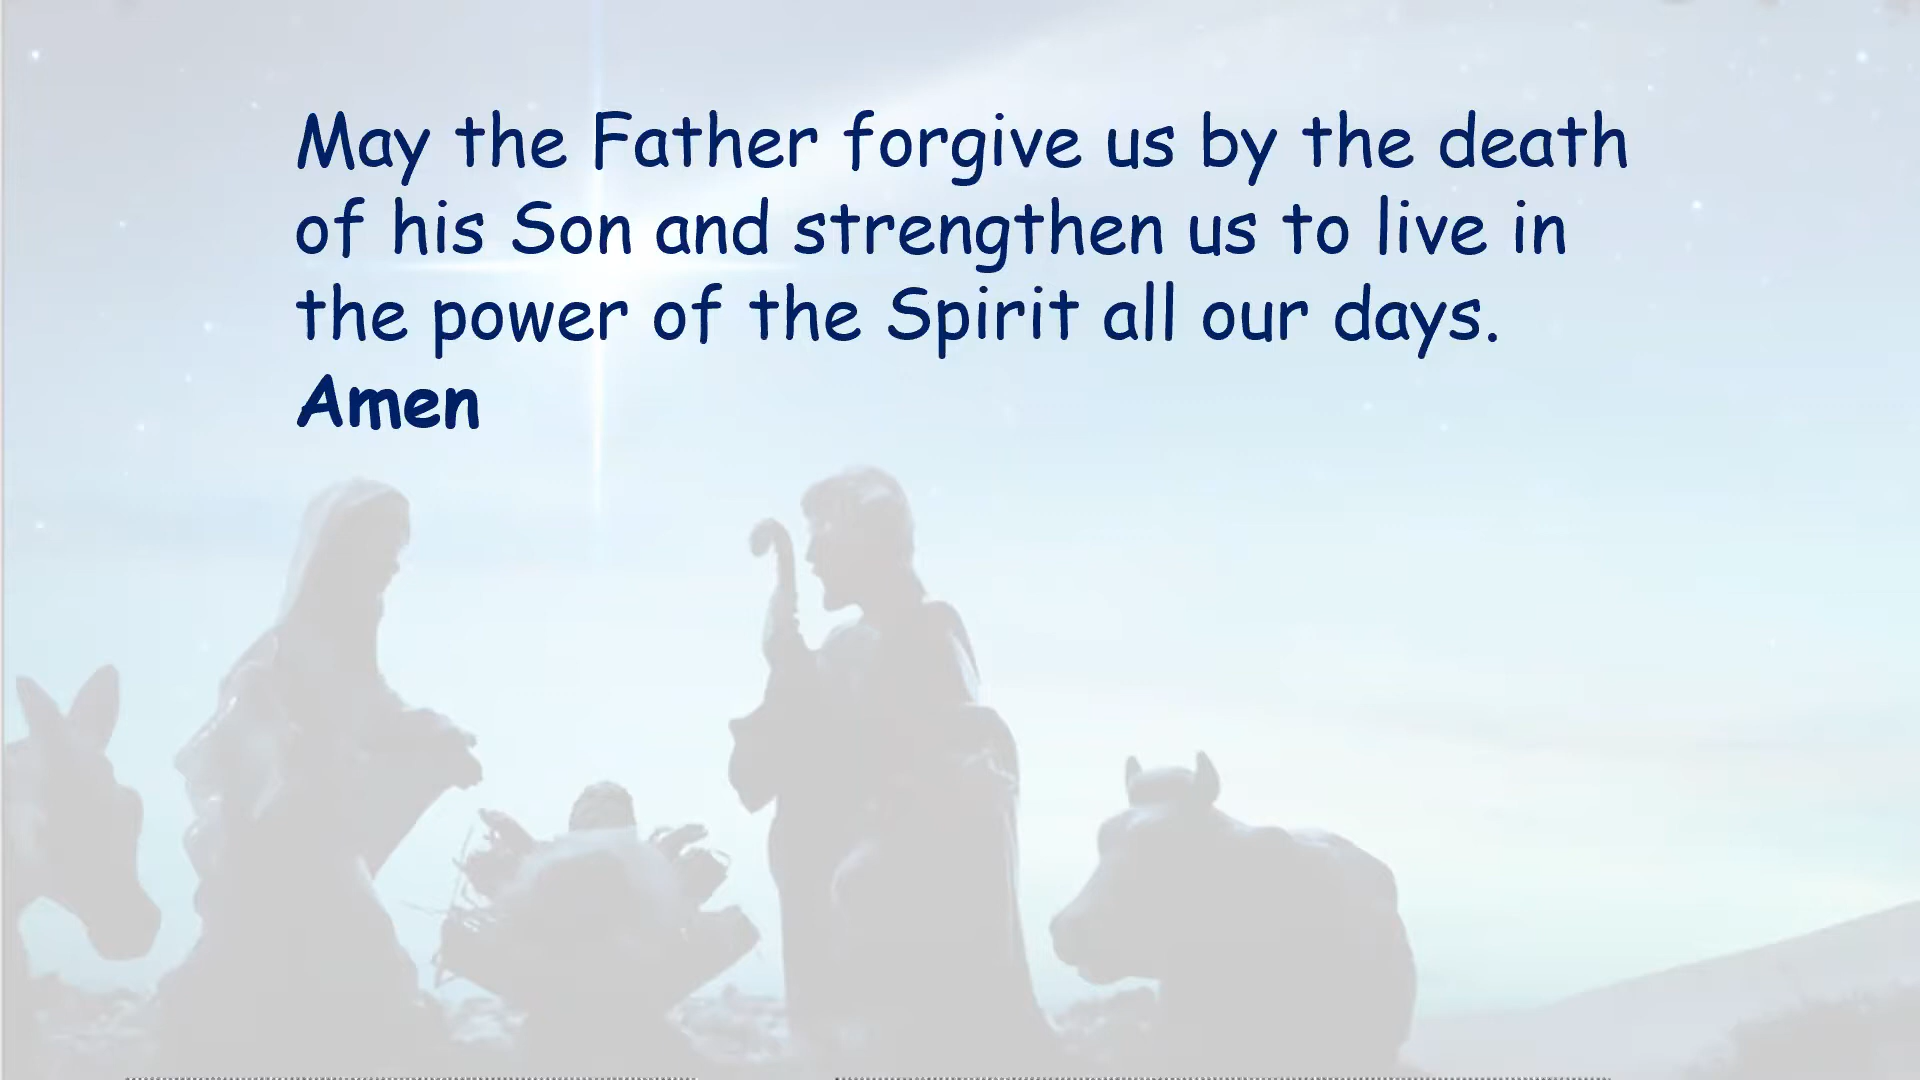 May the Father forgive us by the death
of his Son and strengthen us to live in
the power of the Spirit all our days.
Amen